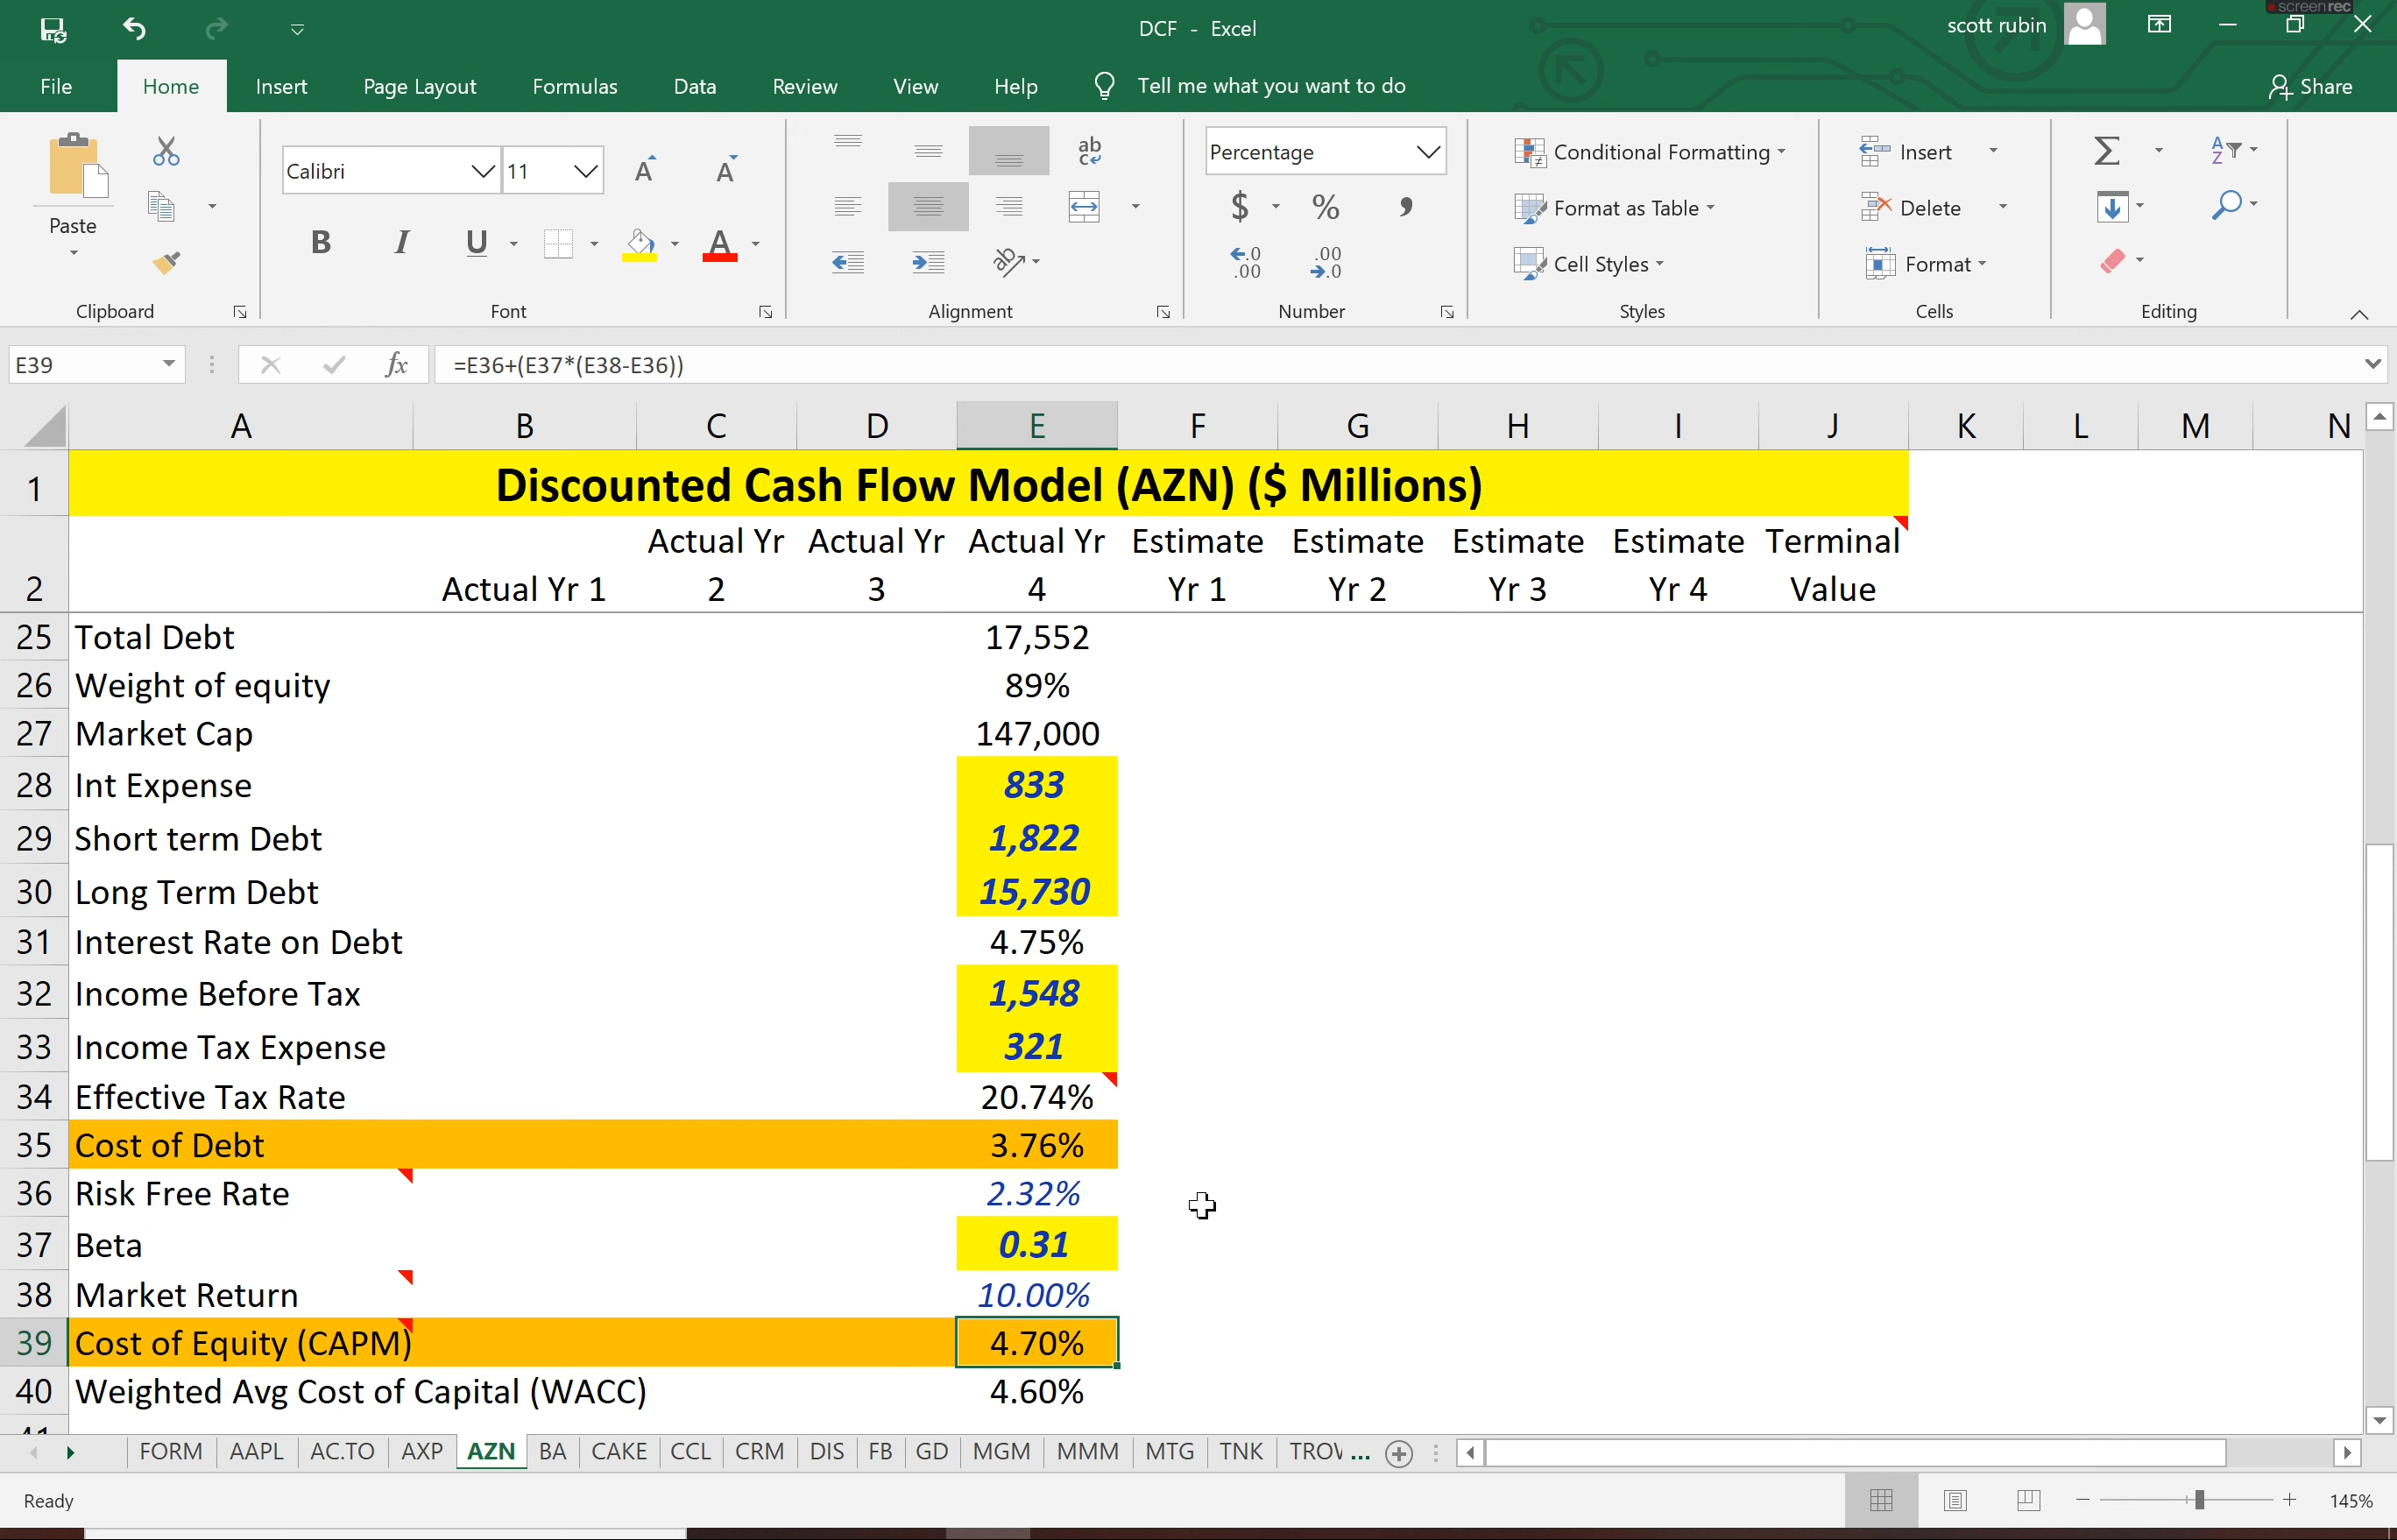 DCF - Excel
scott rubin
screenrec
File Home Insert Page Layout Formulas Data Review View Help Tell me what you want to do Share
Paste
Clipboard
Calibri 11
B I U A
Font
ab
c
Alignment
Percentage
$ % ,
.0 .00
.00 .0
Number
Conditional Formatting
Format as Table
Cell Styles
Styles
Insert
Delete
Format
Cells
Editing
E39 fx =E36+(E37*(E38-E36))
A B C D E F G H I J K L M N
1 Discounted Cash Flow Model (AZN) ($ Millions)
Actual Yr Actual Yr Actual Yr Estimate Estimate Estimate Estimate Terminal
2 Actual Yr 1 2 3 4 Yr 1 Yr 2 Yr 3 Yr 4 Value
25 Total Debt 17,552
26 Weight of equity 89%
27 Market Cap 147,000
28 Int Expense 833
29 Short term Debt 1,822
30 Long Term Debt 15,730
31 Interest Rate on Debt 4.75%
32 Income Before Tax 1,548
33 Income Tax Expense 321
34 Effective Tax Rate 20.74%
35 Cost of Debt 3.76%
36 Risk Free Rate 2.32%
37 Beta 0.31
38 Market Return 10.00%
39 Cost of Equity (CAPM) 4.70%
40 Weighted Avg Cost of Capital (WACC) 4.60%
FORM AAPL AC.TO AXP AZN BA CAKE CCL CRM DIS FB GD MGM MMM MTG TNK TROW ...
Ready 145%